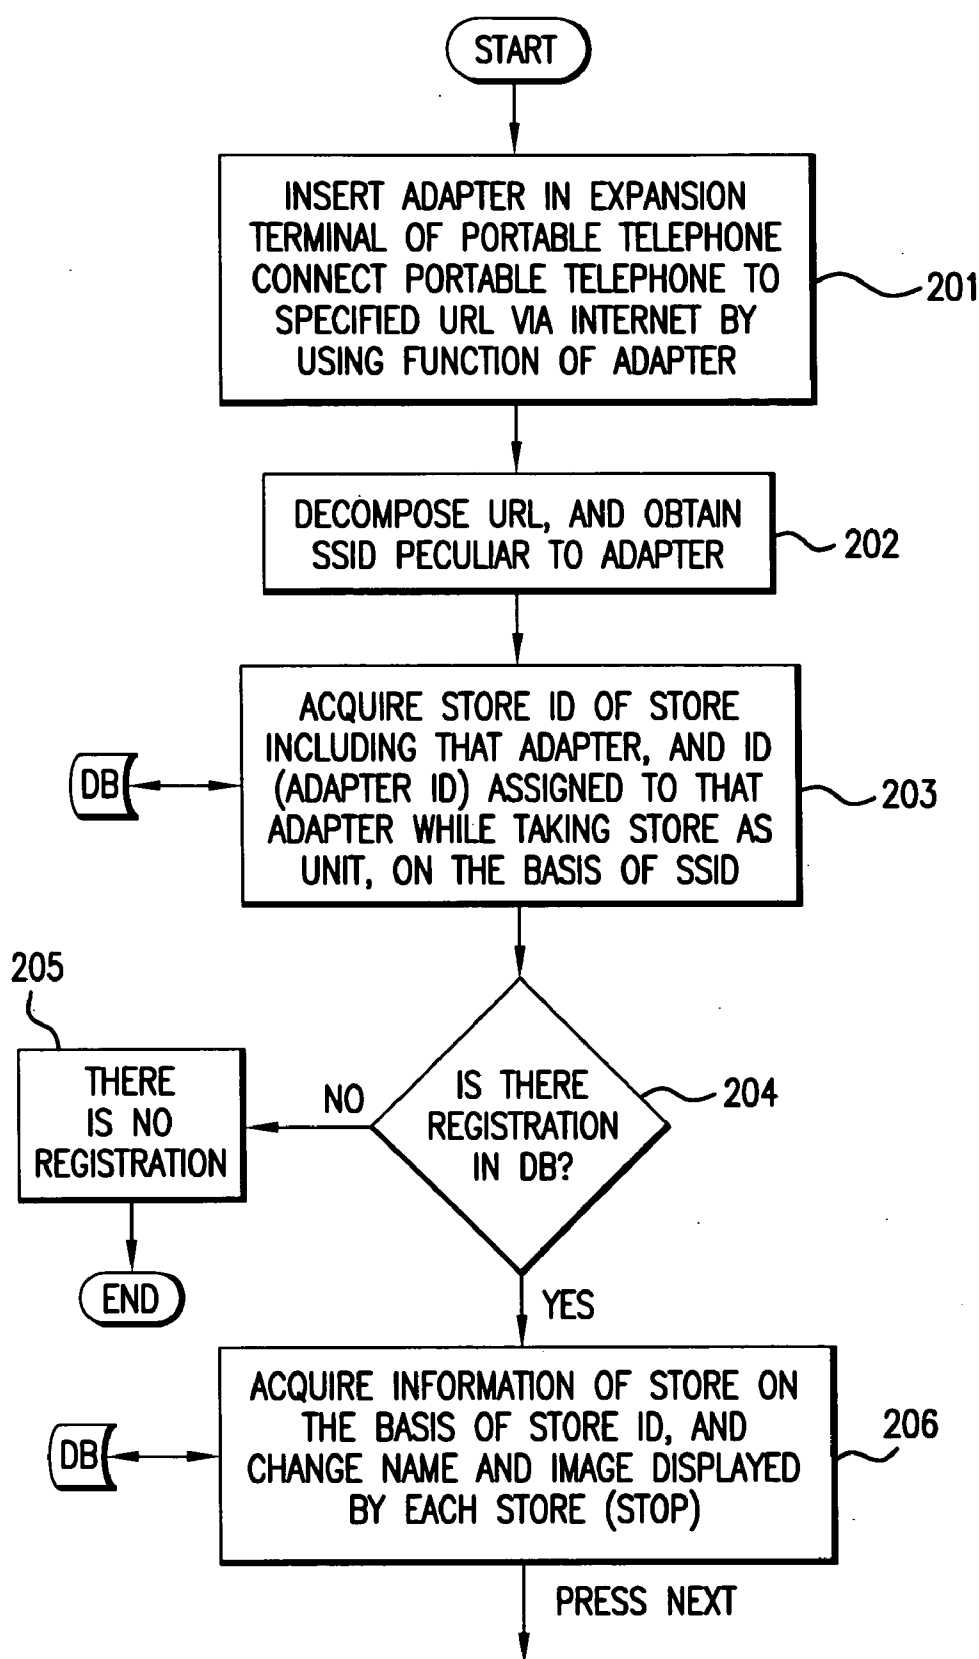 START
INSERT ADAPTER IN EXPANSION
TERMINAL OF PORTABLE TELEPHONE
CONNECT PORTABLE TELEPHONE TO
SPECIFIED URL VIA INTERNET BY
USING FUNCTION OF ADAPTER
201
DECOMPOSE URL, AND OBTAIN
SSID PECULIAR TO ADAPTER
202
ACQUIRE STORE ID OF STORE
INCLUDING THAT ADAPTER, AND ID
(ADAPTER ID) ASSIGNED TO THAT
ADAPTER WHILE TAKING STORE AS
UNIT, ON THE BASIS OF SSID
DB
203
205
THERE
IS NO
REGISTRATION
NO
IS THERE
REGISTRATION
IN DB?
204
END
YES
ACQUIRE INFORMATION OF STORE ON
THE BASIS OF STORE ID, AND
CHANGE NAME AND IMAGE DISPLAYED
BY EACH STORE (STOP)
DB
206
PRESS NEXT